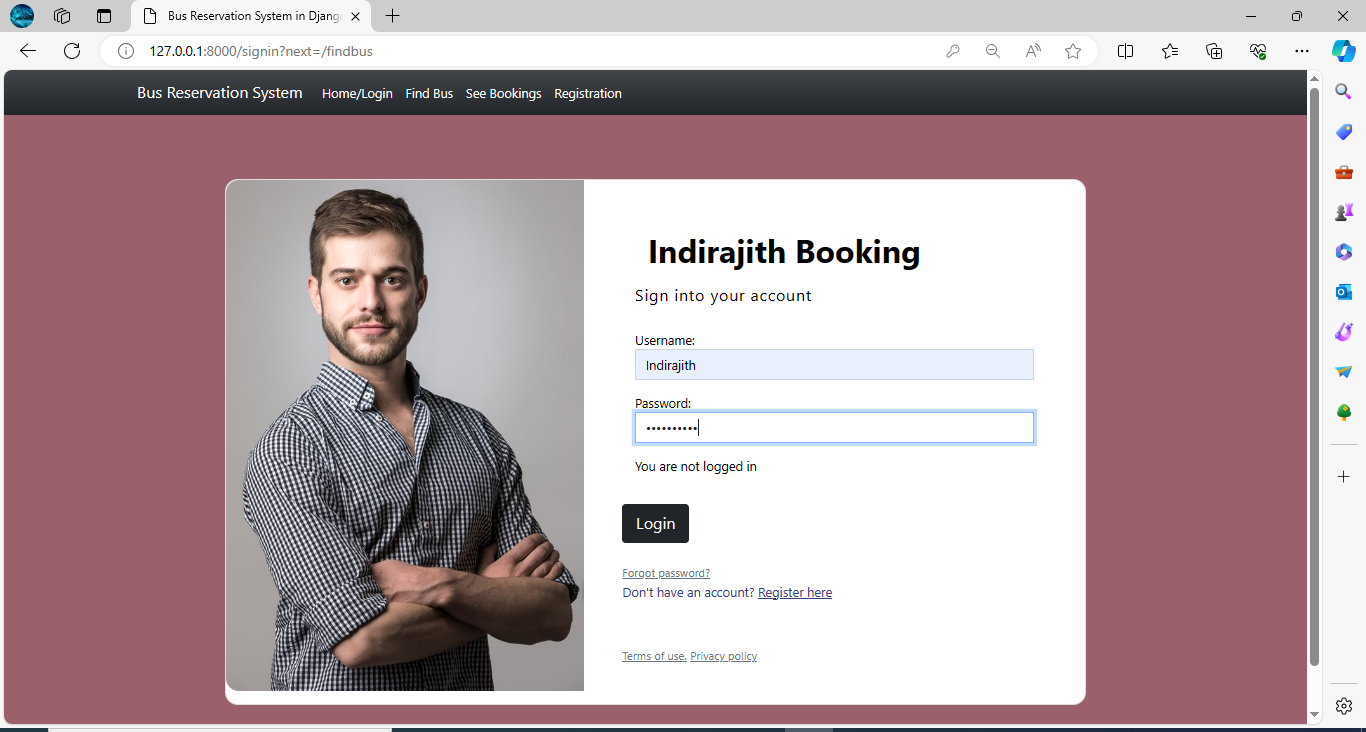 Bus Reservation System in Djang
127.0.0.1:8000/signin?next=/findbus
Bus Reservation System Home/Login Find Bus See Bookings Registration
Indirajith Booking
Sign into your account
Username:
Indirajith
Password:
••••••••••
You are not logged in
Login
Forgot password?
Don't have an account? Register here
Terms of use. Privacy policy